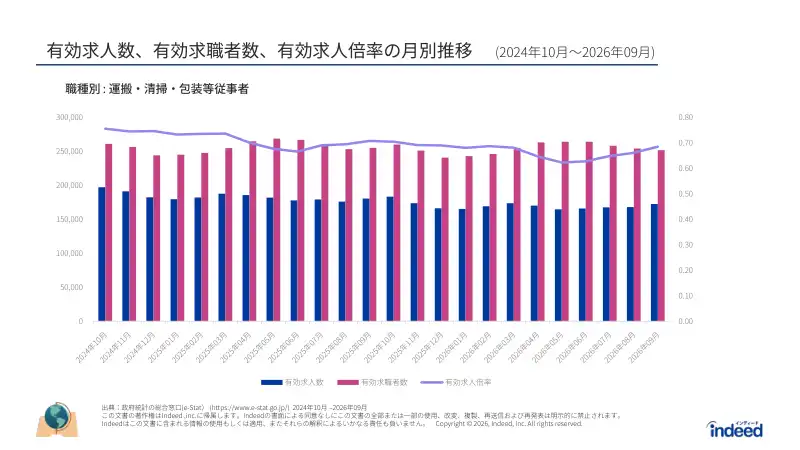 有効求人数、有効求職者数、有効求人倍率の月別推移 (2024年10月〜2026年09月)
職種別 : 運搬・清掃・包装等従事者
300,000
250,000
200,000
150,000
100,000
50,000
0
0.80
0.70
0.60
0.50
0.40
0.30
0.20
0.10
0.00
2024年10月
2024年11月
2024年12月
2025年01月
2025年02月
2025年03月
2025年04月
2025年05月
2025年06月
2025年07月
2025年08月
2025年09月
2025年10月
2025年11月
2025年12月
2026年01月
2026年02月
2026年03月
2026年04月
2026年05月
2026年06月
2026年07月
2026年08月
2026年09月
有効求人数 有効求職者数 有効求人倍率
出典：政府統計の総合窓口(e-Stat） (https://www.e-stat.go.jp/) 2024年10月 –2026年09月
この文書の著作権はIndeed ,Inc.に帰属します。Indeedの書面による同意なしにこの文書の全部または一部の使用、改変、複製、再送信および再発表は明示的に禁止されます。
Indeedはこの文書に含まれる情報の使用もしくは適用、またそれらの解釈によるいかなる責任も負いません。 Copyright © 2026, Indeed, Inc. All rights reserved.
インディード
indeed